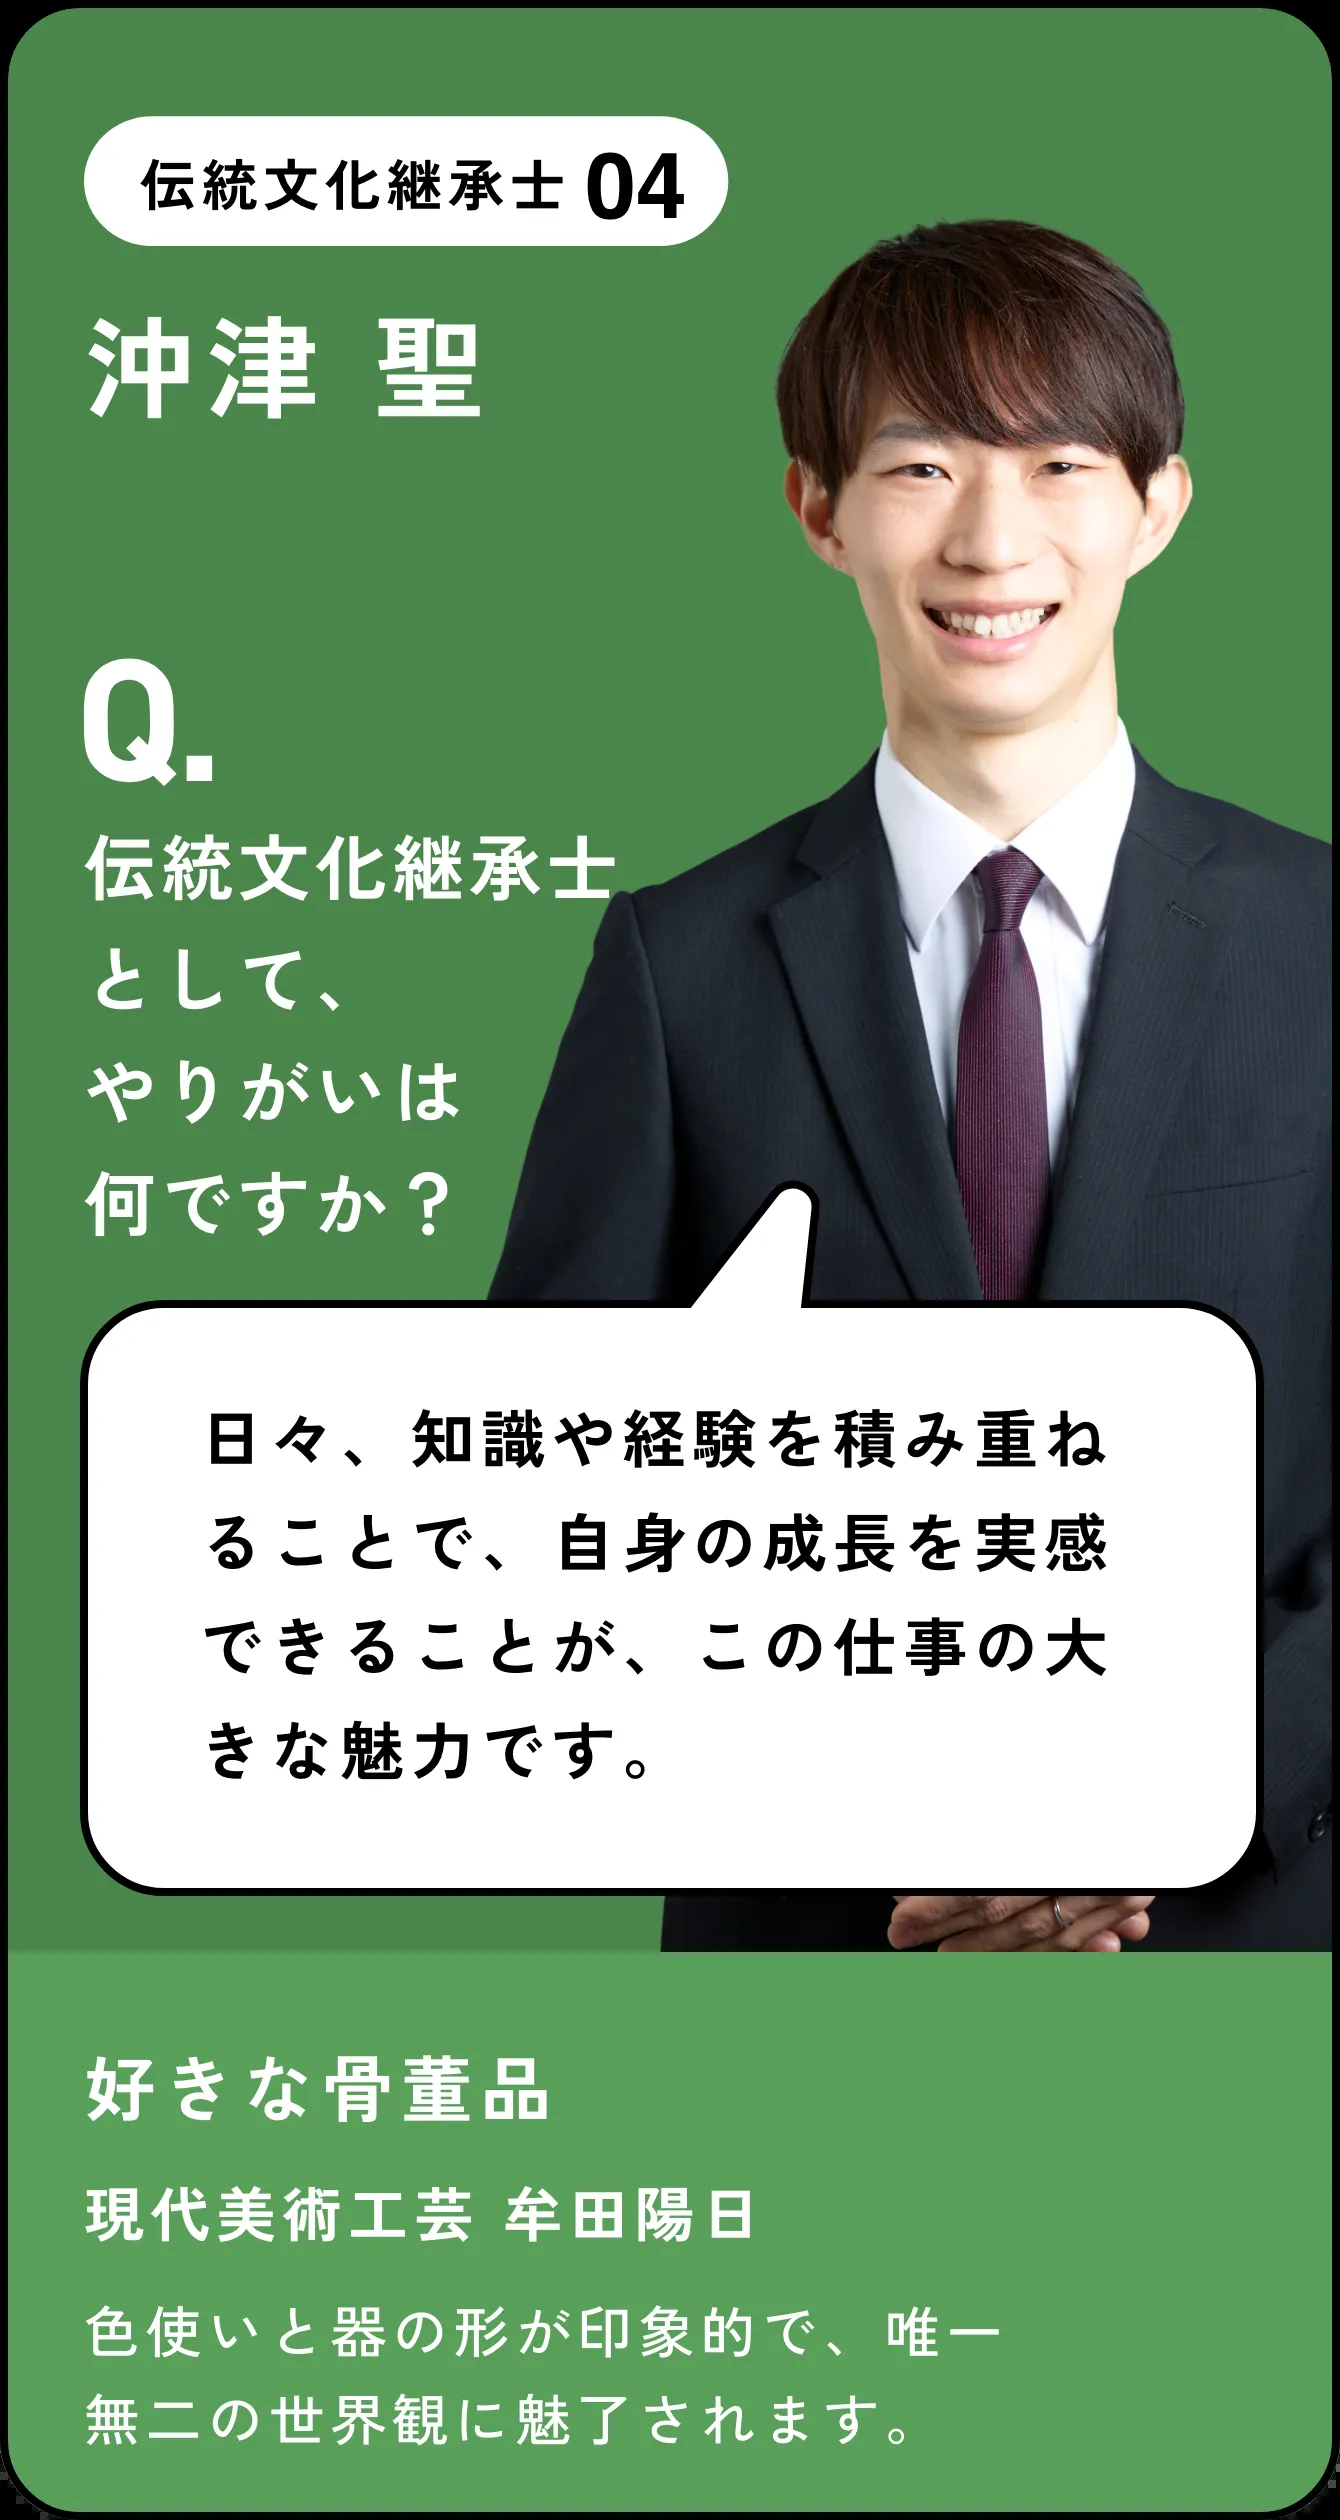 伝統文化継承士 04
沖津 聖
Q.
伝統文化継承士
として、
やりがいは
何ですか？
日々、知識や経験を積み重ね
ることで、自身の成長を実感
できることが、この仕事の大
きな魅力です。
好きな骨董品
現代美術工芸 牟田陽日
色使いと器の形が印象的で、唯一
無二の世界観に魅了されます。